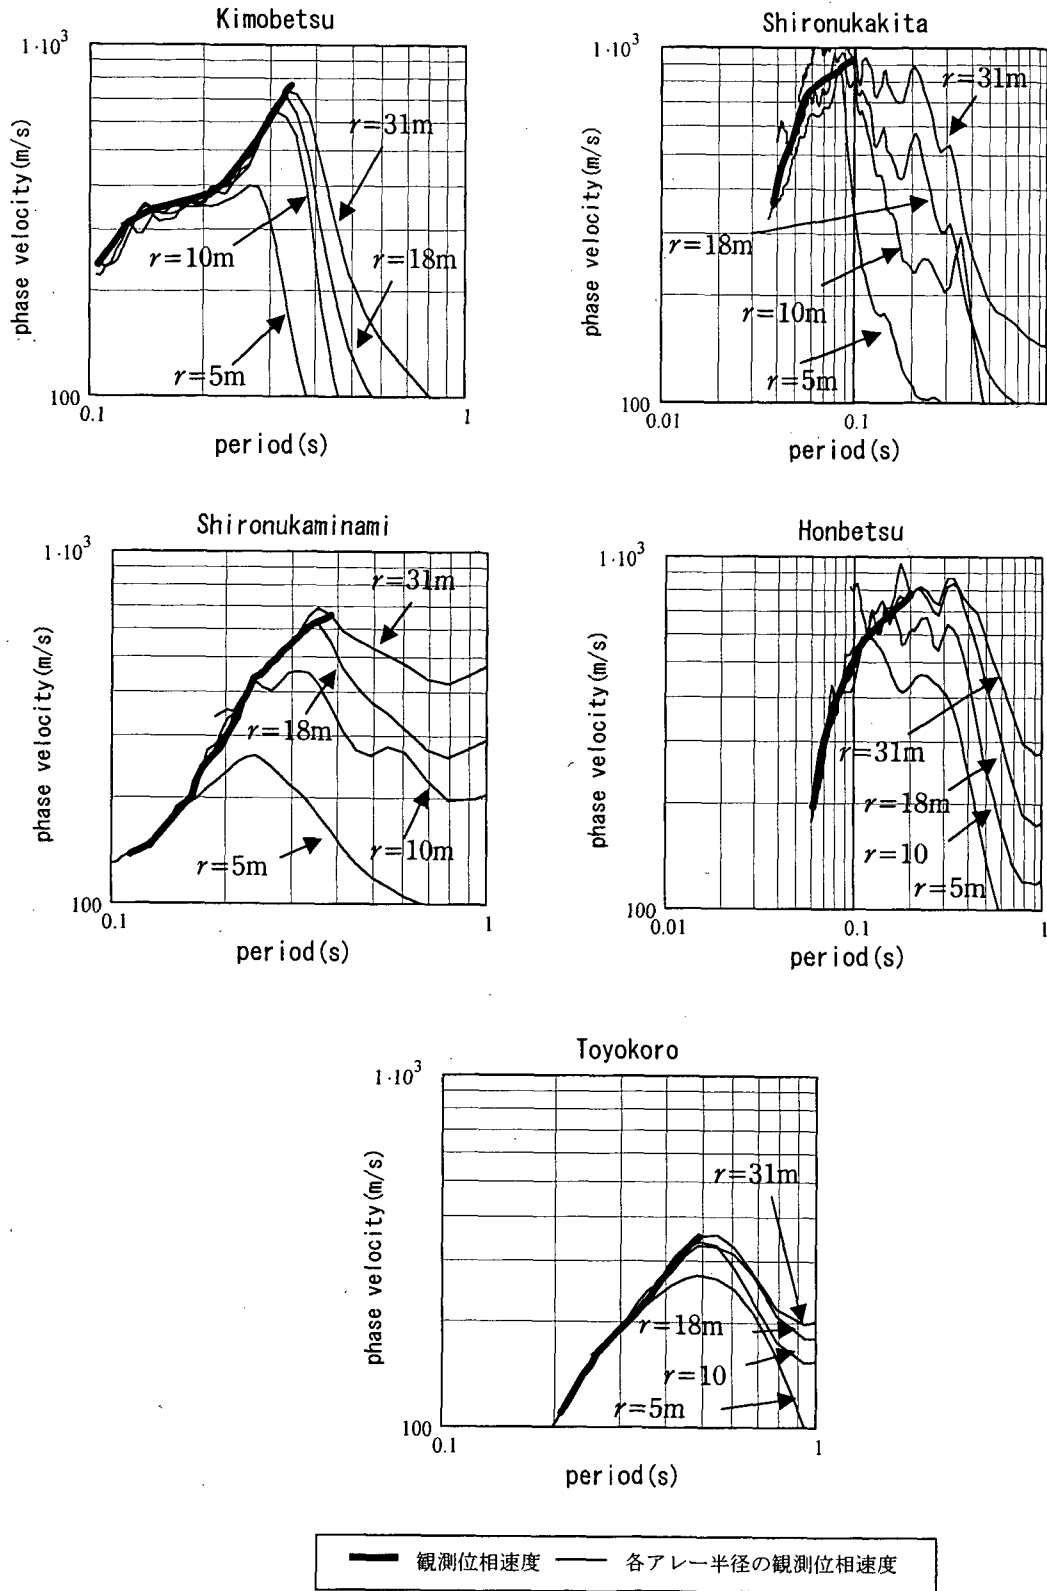 Kimobetsu
1·10³
phase velocity(m/s)
r=31m
r=10m
r=18m
r=5m
100
0.1
1
period(s)
Shironukakita
1·10³
phase velocity(m/s)
r=31m
r=18m
r=10m
r=5m
100
0.01
0.1
period(s)
Shironukaminami
1·10³
phase velocity(m/s)
r=31m
r=18m
r=5m
r=10m
100
0.1
1
period(s)
Honbetsu
1·10³
phase velocity(m/s)
r=31m
r=18m
r=10
r=5m
100
0.01
0.1
1
period(s)
Toyokoro
1·10³
phase velocity(m/s)
r=31m
r=18m
r=10
r=5m
100
0.1
1
period(s)
観測位相速度 各アレー半径の観測位相速度